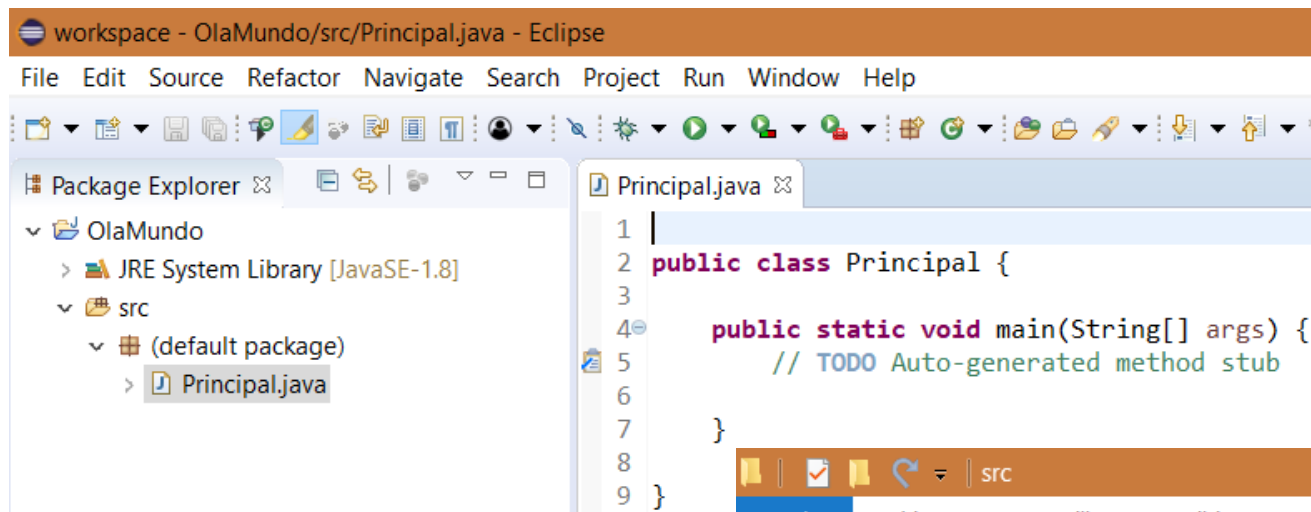 workspace - OlaMundo/src/Principal.java - Eclipse
File Edit Source Refactor Navigate Search Project Run Window Help
Package Explorer
OlaMundo
JRE System Library [JavaSE-1.8]
src
(default package)
Principal.java
Principal.java
1
2 public class Principal {
3
4 public static void main(String[] args) {
5 // TODO Auto-generated method stub
6
7 }
8
9 }
src